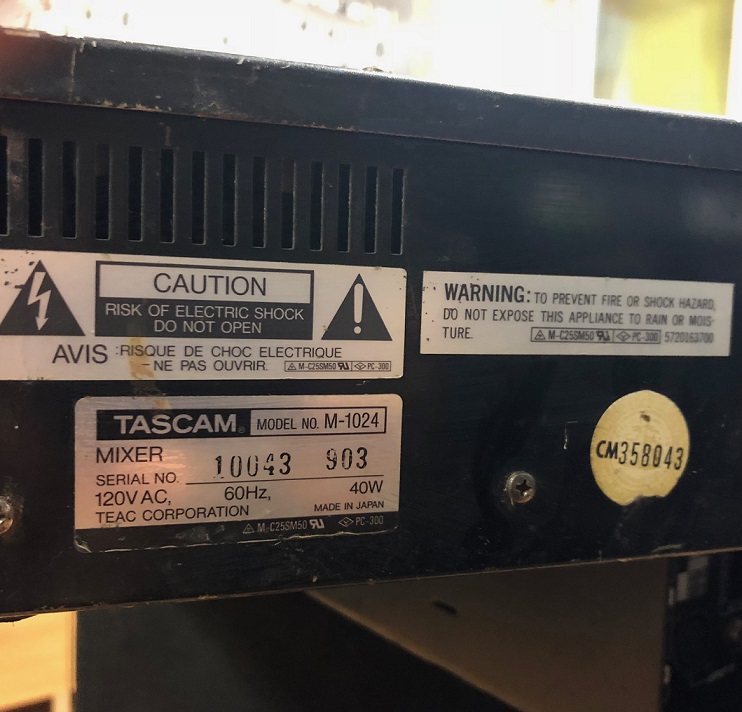 CAUTION
RISK OF ELECTRIC SHOCK
DO NOT OPEN
AVIS : RISQUE DE CHOC ELECTRIQUE
– NE PAS OUVRIR.
M-C25SM50 PC-300
WARNING: TO PREVENT FIRE OR SHOCK HAZARD,
DO NOT EXPOSE THIS APPLIANCE TO RAIN OR MOIS-
TURE. M-C25SM50 PC-300 5720163700
TASCAM MODEL NO. M-1024
MIXER
SERIAL NO. 10043 903
120V AC, 60Hz, 40W
TEAC CORPORATION MADE IN JAPAN
M-C25SM50 PC-300
CM358043